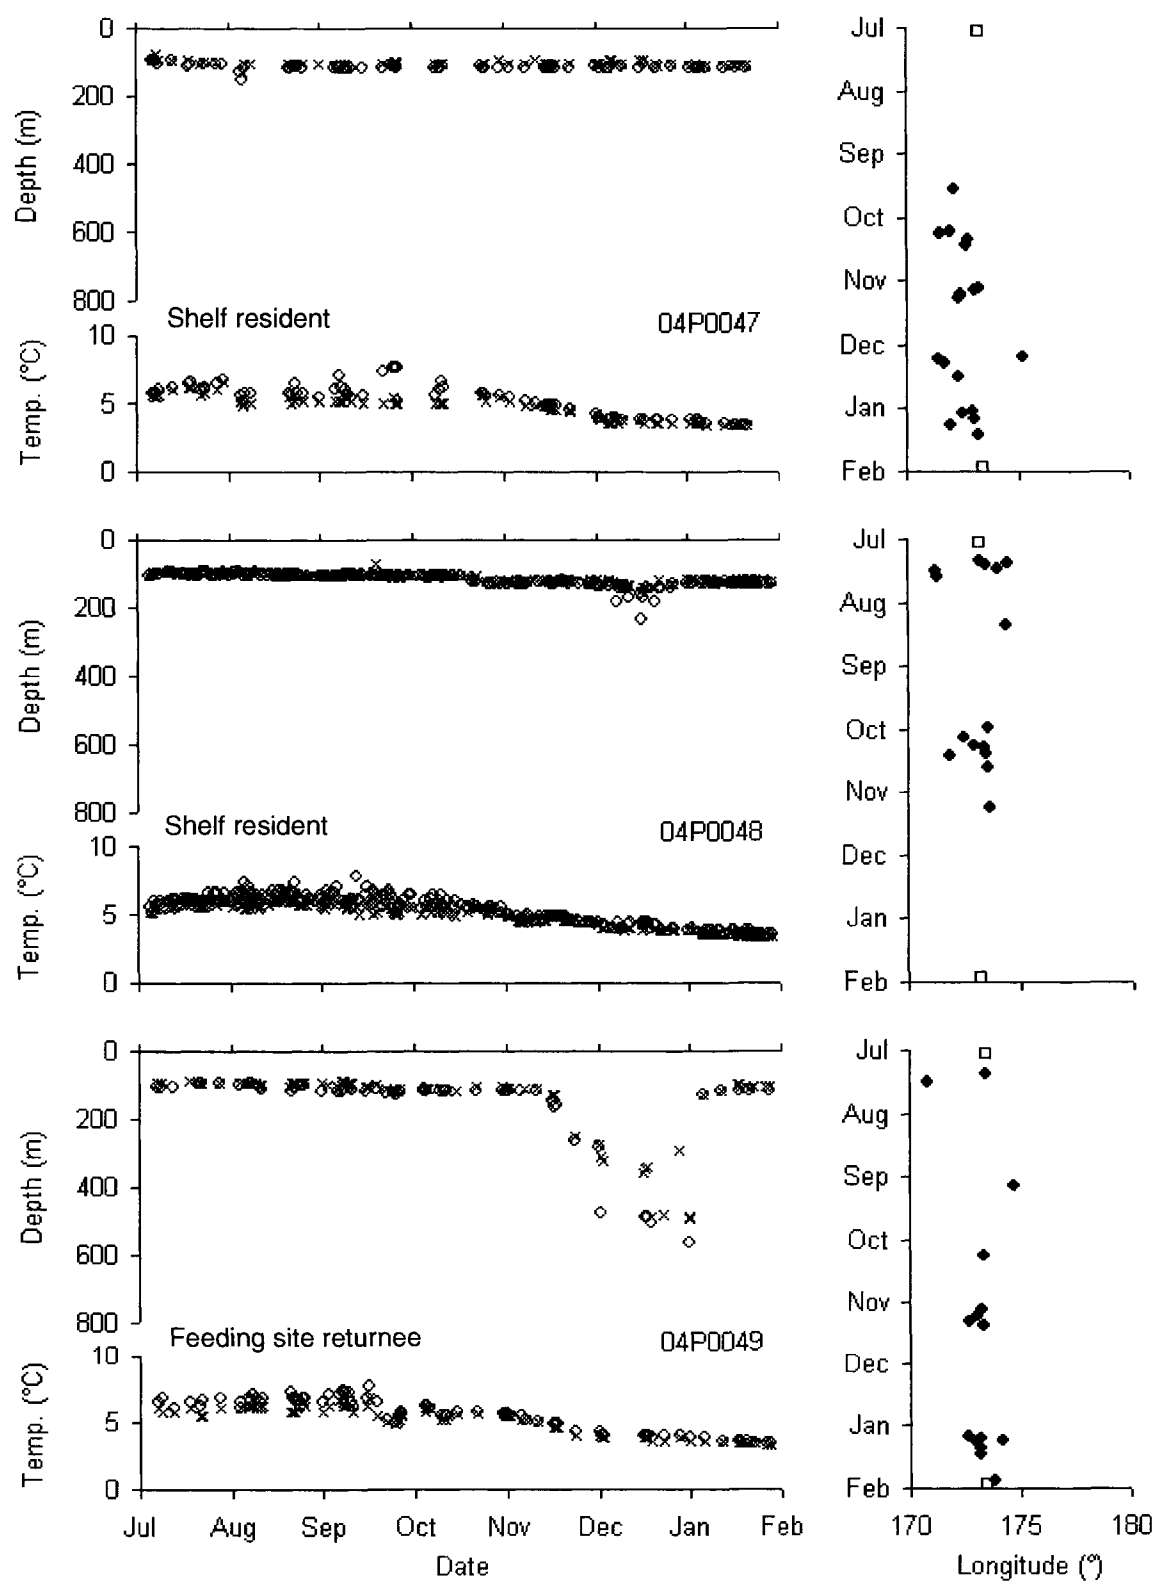 0
200
400
600
800
Depth (m)
Shelf resident
04P0047
10
5
0
Temp. (°C)
Jul
Aug
Sep
Oct
Nov
Dec
Jan
Feb
0
200
400
600
800
Depth (m)
Shelf resident
04P0048
10
5
0
Temp. (°C)
Jul
Aug
Sep
Oct
Nov
Dec
Jan
Feb
0
200
400
600
800
Depth (m)
Feeding site returnee
04P0049
10
5
0
Temp. (°C)
Jul Aug Sep Oct Nov Dec Jan Feb
Date
Jul
Aug
Sep
Oct
Nov
Dec
Jan
Feb
170 175 180
Longitude (°)